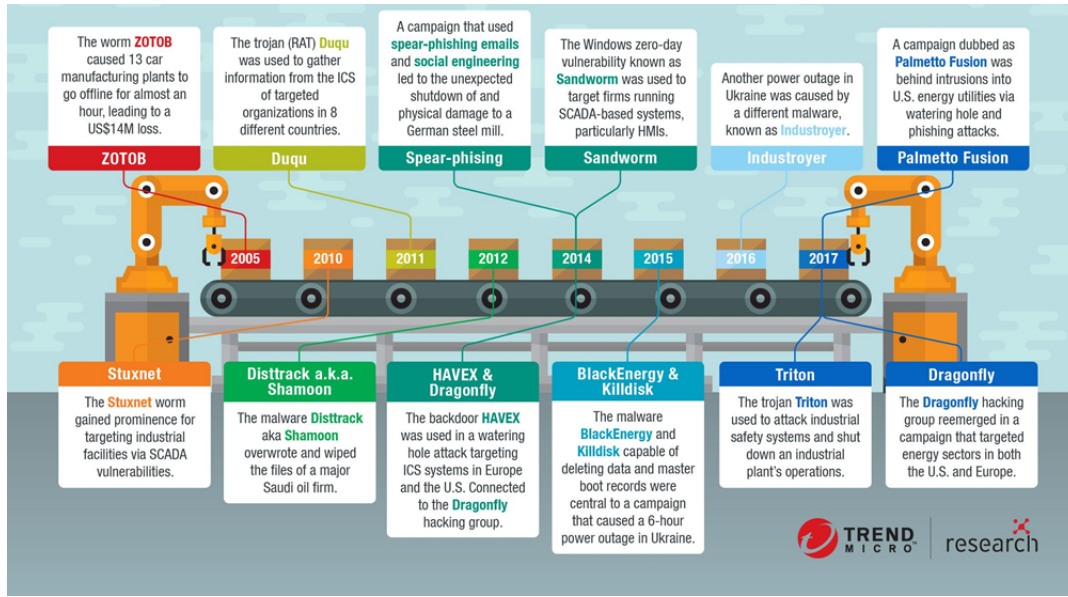 The worm ZOTOB
caused 13 car
manufacturing plants to
go offline for almost an
hour, leading to a
US$14M loss.
ZOTOB
The trojan (RAT) Duqu
was used to gather
information from the ICS
of targeted
organizations in 8
different countries.
Duqu
A campaign that used
spear-phishing emails
and social engineering
led to the unexpected
shutdown of and
physical damage to a
German steel mill.
Spear-phising
The Windows zero-day
vulnerability known as
Sandworm was used to
target firms running
SCADA-based systems,
particularly HMIs.
Sandworm
Another power outage in
Ukraine was caused by
a different malware,
known as Industroyer.
Industroyer
A campaign dubbed as
Palmetto Fusion was
behind intrusions into
U.S. energy utilities via
watering hole and
phishing attacks.
Palmetto Fusion
2005
2010
2011
2012
2014
2015
2016
2017
Stuxnet
The Stuxnet worm
gained prominence for
targeting industrial
facilities via SCADA
vulnerabilities.
Disttrack a.k.a.
Shamoon
The malware Disttrack
aka Shamoon
overwrote and wiped
the files of a major
Saudi oil firm.
HAVEX &
Dragonfly
The backdoor HAVEX
was used in a watering
hole attack targeting
ICS systems in Europe
and the U.S. Connected
to the Dragonfly
hacking group.
BlackEnergy &
Killdisk
The malware
BlackEnergy and
Killdisk capable of
deleting data and master
boot records were
central to a campaign
that caused a 6-hour
power outage in Ukraine.
Triton
The trojan Triton was
used to attack industrial
safety systems and shut
down an industrial
plant's operations.
Dragonfly
The Dragonfly hacking
group reemerged in a
campaign that targeted
energy sectors in both
the U.S. and Europe.
TREND
MICRO™
research